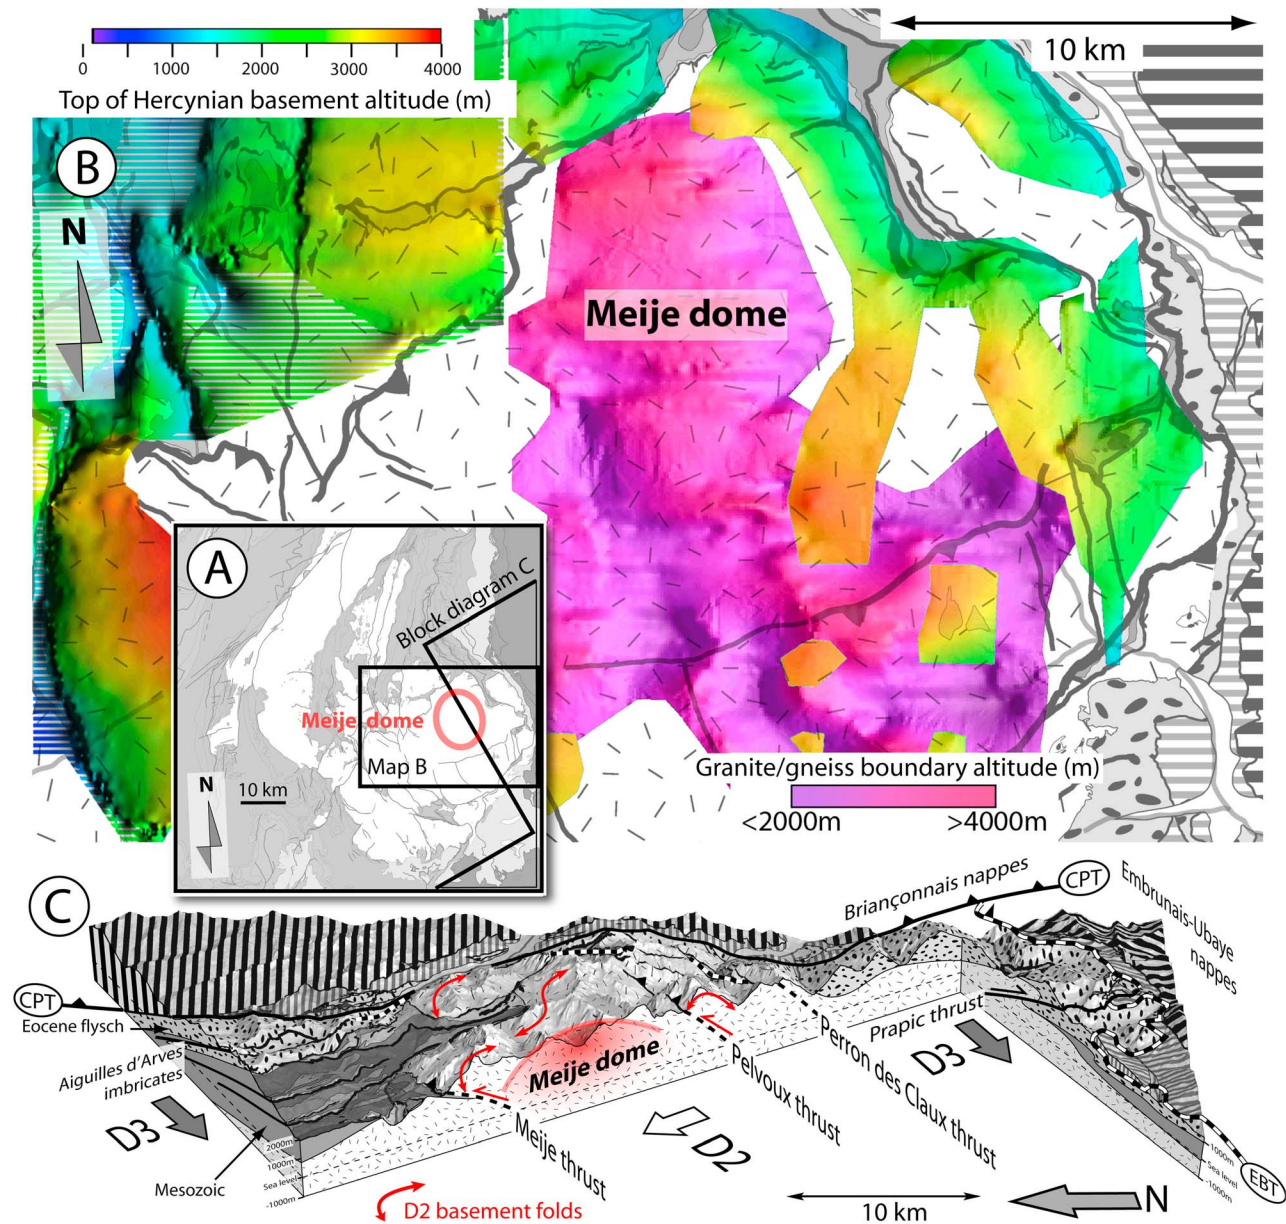 10 km
0
1000
2000
3000
4000
Top of Hercynian basement altitude (m)
B
N
Meije dome
A
Block diagram C
Meije dome
Map B
N
10 km
Granite/gneiss boundary altitude (m)
<2000m
>4000m
C
Briançonnais nappes
CPT
Embrunais-Ubaye
nappes
CPT
Eocene flysch
Aiguilles d'Arves
imbricates
D3
Mesozoic
2000m
1000m
Sea level
-1000m
Meije dome
Meije thrust
Pelvoux thrust
Perron des Claux thrust
Prapic thrust
D3
D2
1000m
Sea level
-1000m
EBT
D2 basement folds
10 km
N